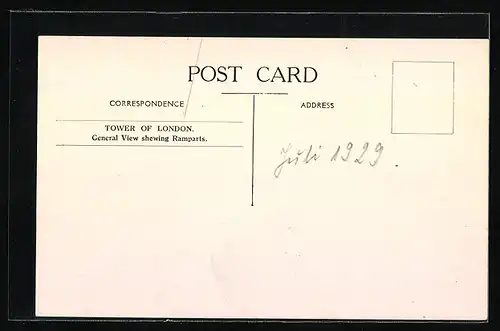 POST CARD
CORRESPONDENCE
ADDRESS
TOWER OF LONDON.
General View shewing Ramparts.
Juli 1929.